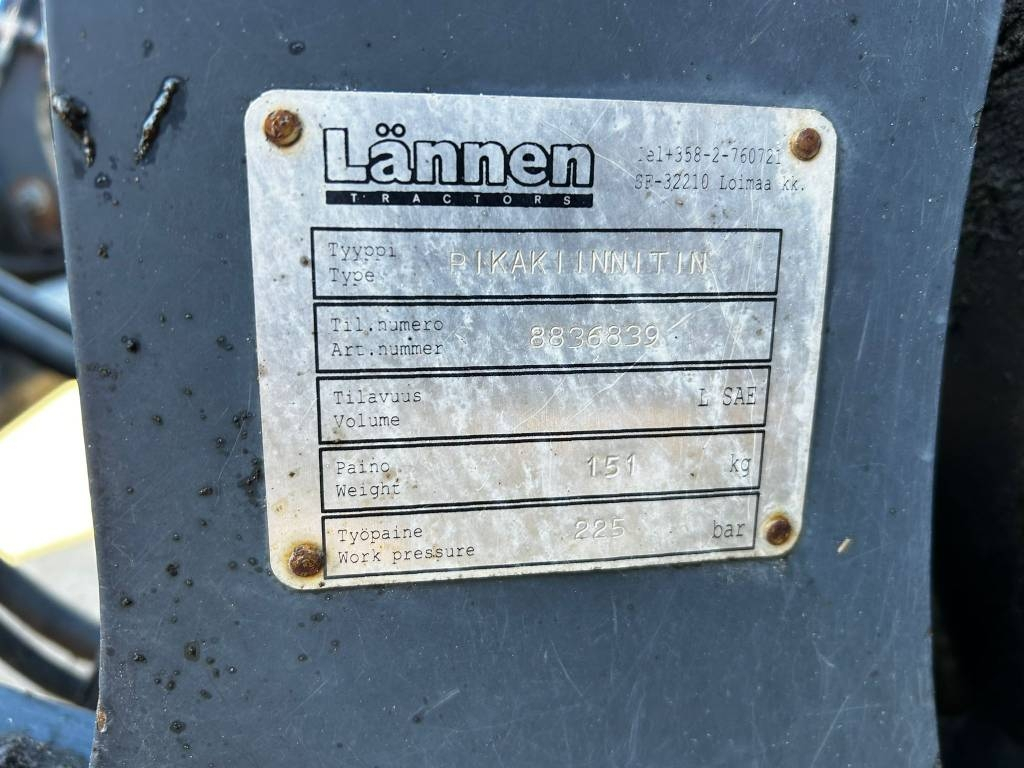 Lännen
TRACTORS
Tel+358-2-760721
SF-32210 Loimaa kk.
Tyyppi
Type
PIKAKIINNITIN
Til.numero
Art.nummer
8836839
Tilavuus
Volume
L SAE
Paino
Weight
151 kg
Työpaine
Work pressure
225 bar